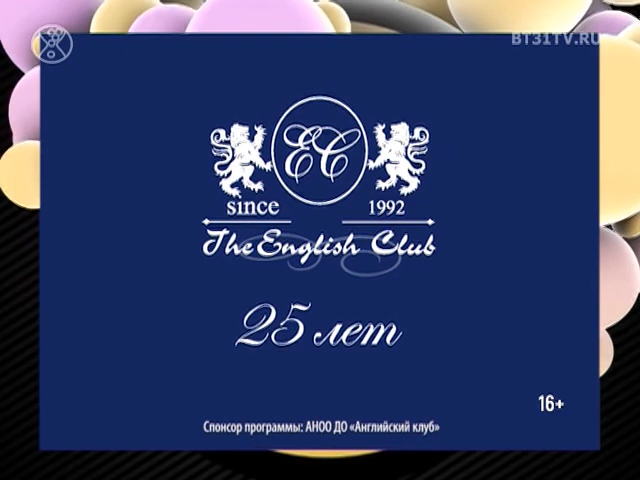 BT31TV.RU
EC
since 1992
The English Club
25 лет
16+
Спонсор программы: АНОО ДО «Английский клуб»